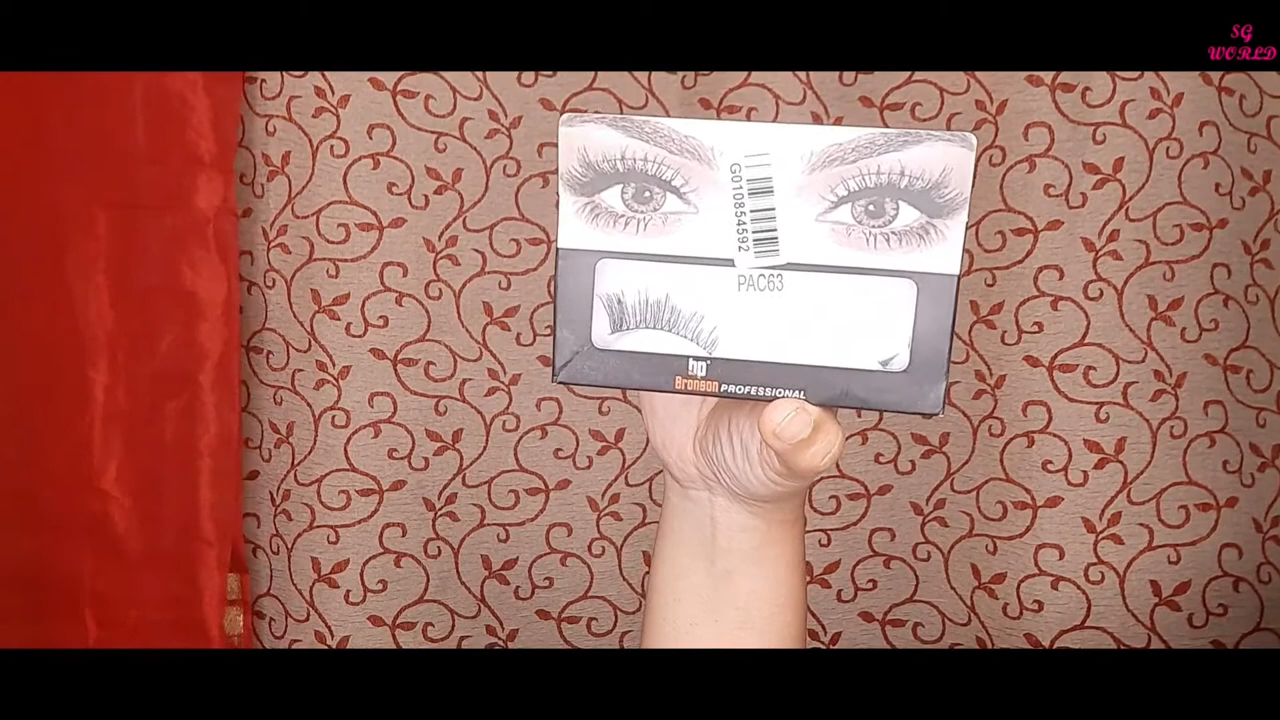 SG
WORLD
G010854592
PAC63
bp
Bronson PROFESSIONAL